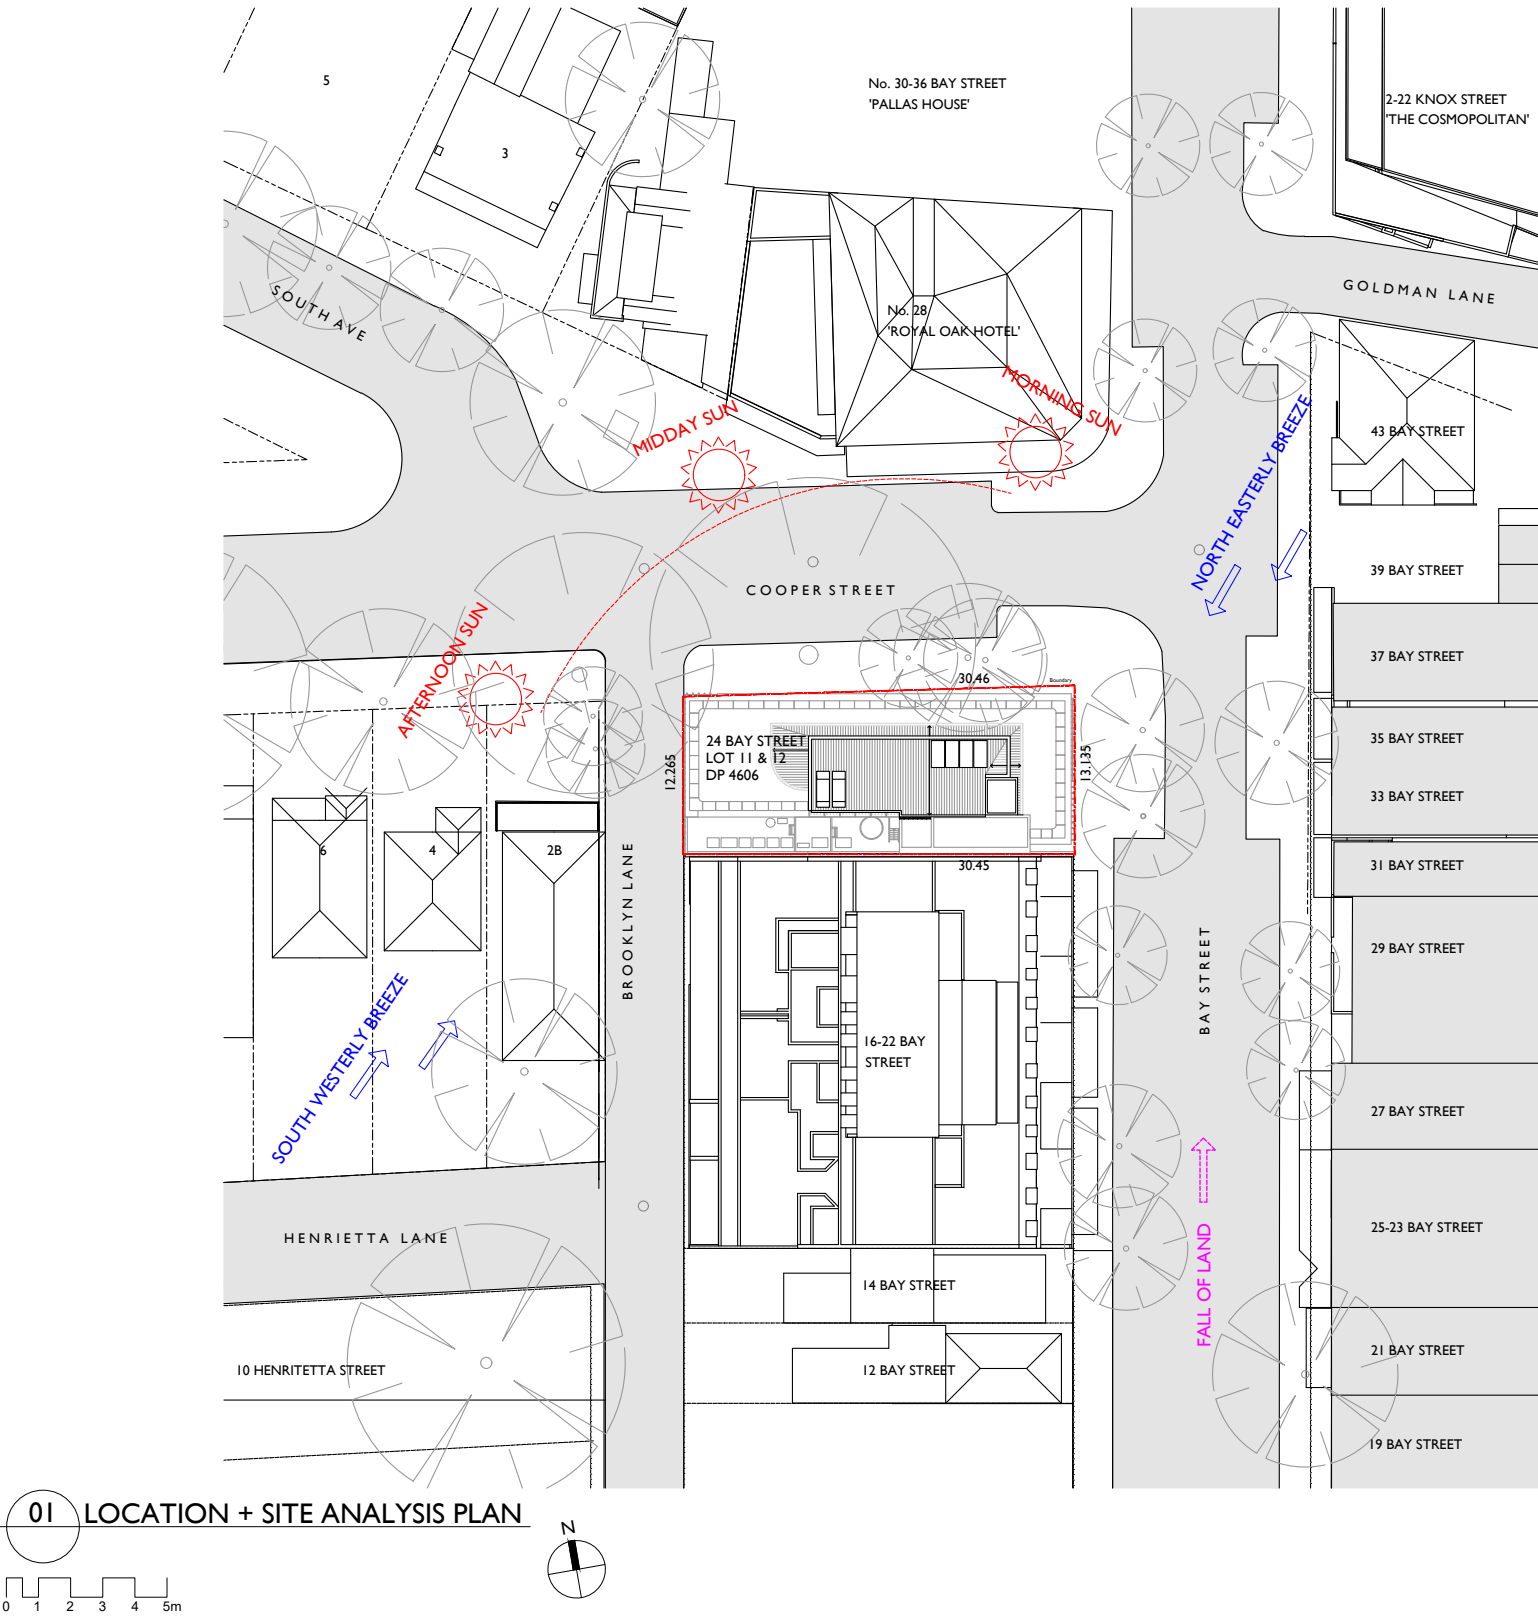 5
No. 30-36 BAY STREET
'PALLAS HOUSE'
2-22 KNOX STREET
'THE COSMOPOLITAN'
3
SOUTH AVE
GOLDMAN LANE
No. 28
'ROYAL OAK HOTEL'
MORNING SUN
MIDDAY SUN
NORTH EASTERLY BREEZE
43 BAY STREET
COOPER STREET
39 BAY STREET
AFTERNOON SUN
37 BAY STREET
30.46
Boundary
24 BAY STREET
LOT 11 & 12
DP 4606
12.265
13.135
35 BAY STREET
33 BAY STREET
6
4
2B
30.45
31 BAY STREET
BROOKLYN LANE
BAY STREET
29 BAY STREET
SOUTH WESTERLY BREEZE
16-22 BAY
STREET
27 BAY STREET
HENRIETTA LANE
FALL OF LAND
25-23 BAY STREET
14 BAY STREET
10 HENRITETTA STREET
12 BAY STREET
21 BAY STREET
19 BAY STREET
01 LOCATION + SITE ANALYSIS PLAN
N
0 1 2 3 4 5m